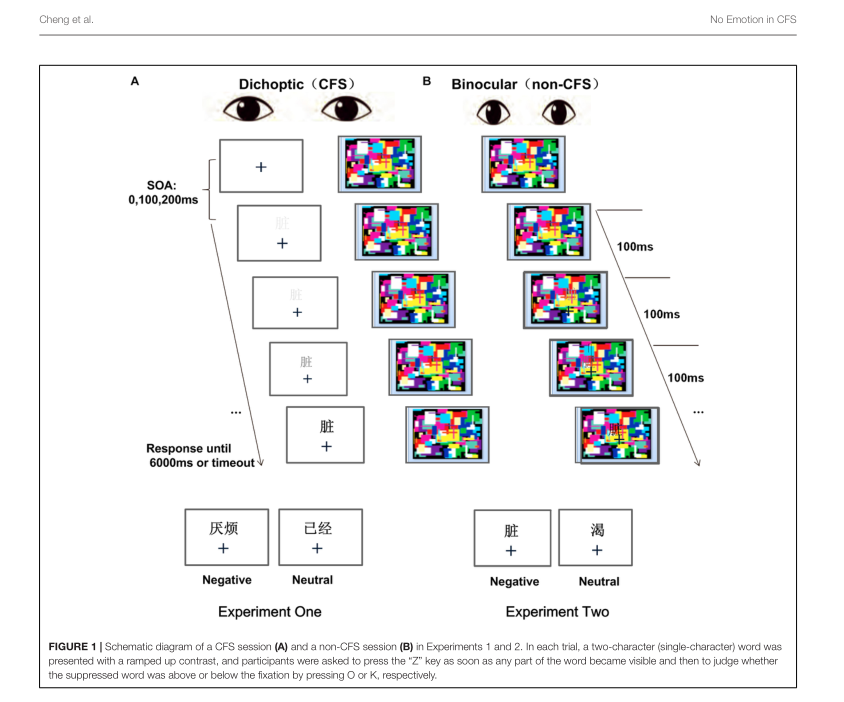 Cheng et al.
No Emotion in CFS
A
Dichoptic（CFS）
B
Binocular（non-CFS）
SOA:
0,100,200ms
脏
脏
脏
脏
...
Response until
6000ms or timeout
100ms
100ms
100ms
...
脏
厌烦
已经
脏
渴
Negative
Neutral
Negative
Neutral
Experiment One
Experiment Two
FIGURE 1 | Schematic diagram of a CFS session (A) and a non-CFS session (B) in Experiments 1 and 2. In each trial, a two-character (single-character) word was
presented with a ramped up contrast, and participants were asked to press the “Z” key as soon as any part of the word became visible and then to judge whether
the suppressed word was above or below the fixation by pressing O or K, respectively.